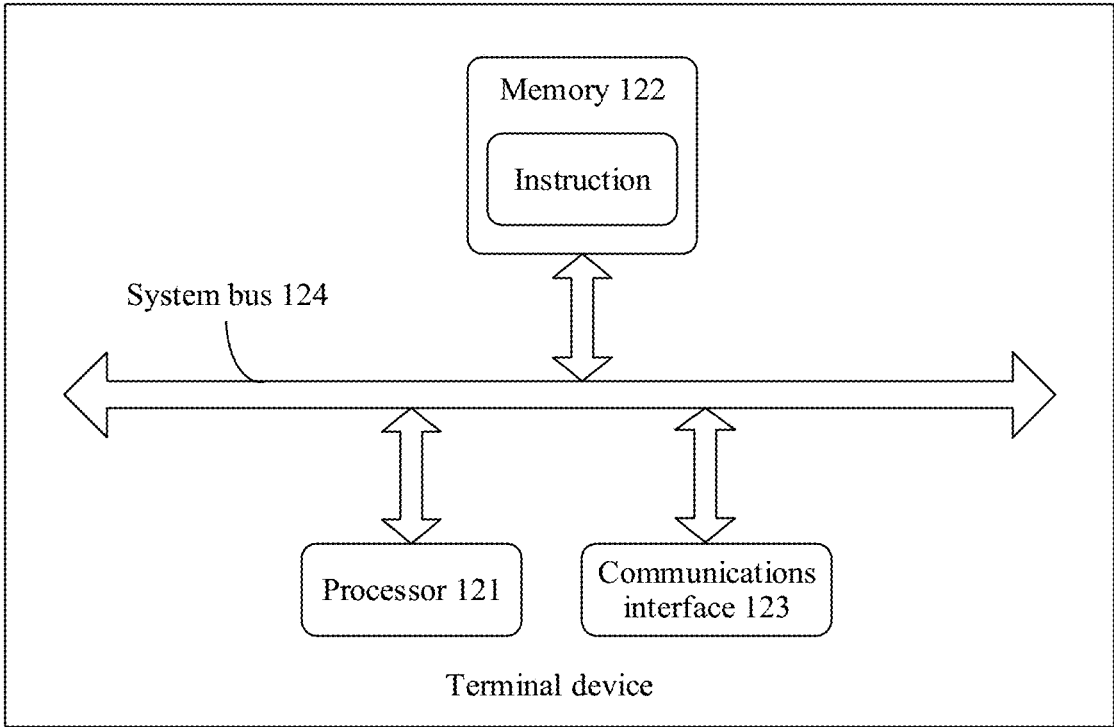 Memory 122
Instruction
System bus 124
Processor 121
Communications
interface 123
Terminal device